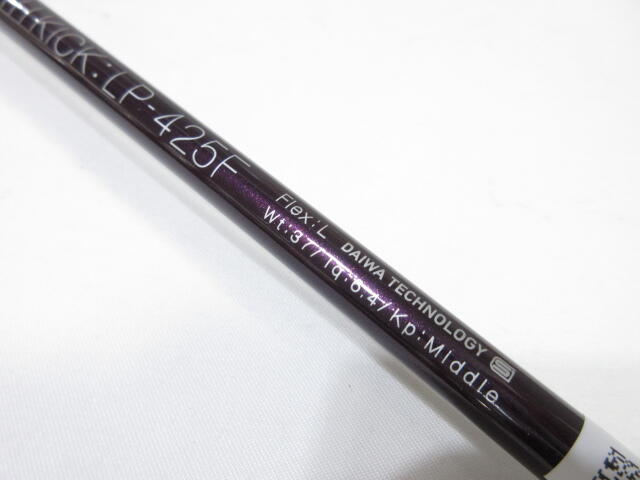 KICK:LP-425F
Flex:L DAIWA TECHNOLOGY S
Wt:37/Tq:6.4/Kp:Middle